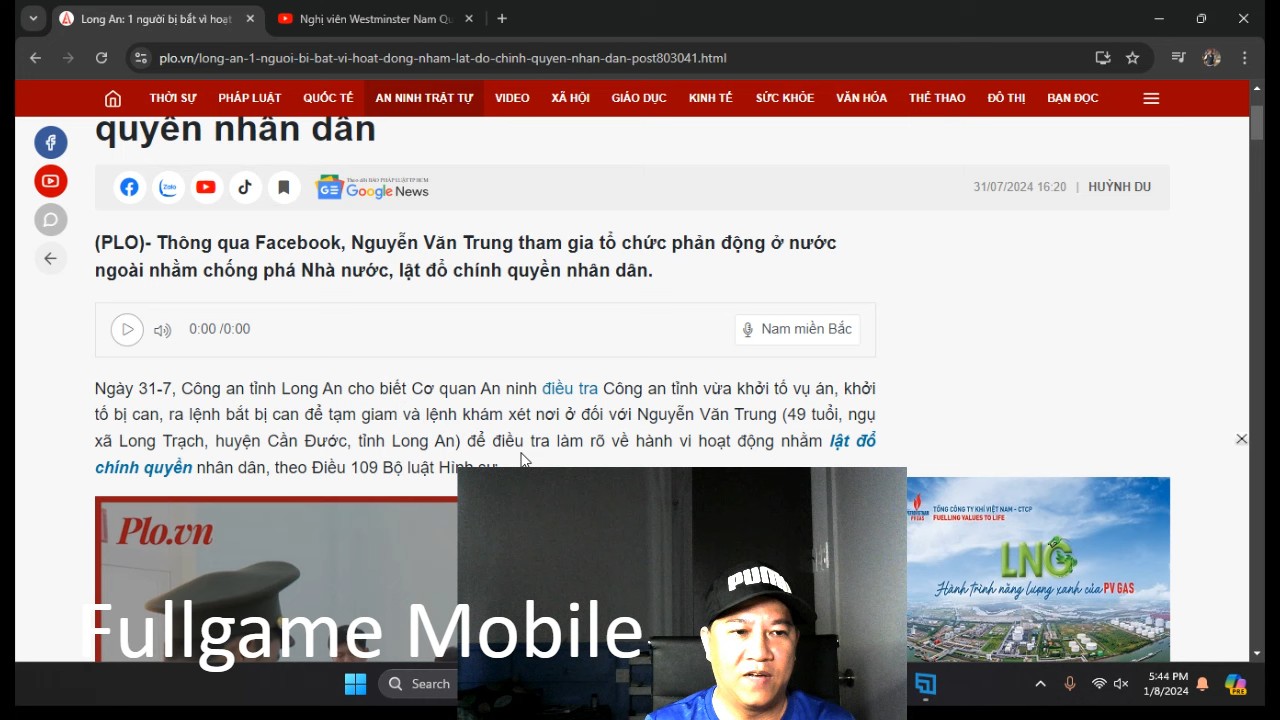 Long An: 1 người bị bắt vì hoạt
Nghị viên Westminster Nam Qu
plo.vn/long-an-1-nguoi-bi-bat-vi-hoat-dong-nham-lat-do-chinh-quyen-nhan-dan-post803041.html
THỜI SỰ PHÁP LUẬT QUỐC TẾ AN NINH TRẬT TỰ VIDEO XÃ HỘI GIÁO DỤC KINH TẾ SỨC KHỎE VĂN HÓA THỂ THAO ĐÔ THỊ BẠN ĐỌC
quyền nhân dân
Zalo
Theo dõi BÁO PHÁP LUẬT TP HCM
GE Google News
31/07/2024 16:20 | HUỲNH DU
(PLO)- Thông qua Facebook, Nguyễn Văn Trung tham gia tổ chức phản động ở nước
ngoài nhằm chống phá Nhà nước, lật đổ chính quyền nhân dân.
0:00 /0:00
Nam miền Bắc
Ngày 31-7, Công an tỉnh Long An cho biết Cơ quan An ninh điều tra Công an tỉnh vừa khởi tố vụ án, khởi
tố bị can, ra lệnh bắt bị can để tạm giam và lệnh khám xét nơi ở đối với Nguyễn Văn Trung (49 tuổi, ngụ
xã Long Trạch, huyện Cần Đước, tỉnh Long An) để điều tra làm rõ về hành vi hoạt động nhằm lật đổ
chính quyền nhân dân, theo Điều 109 Bộ luật Hình sự.
Plo.vn
PUMA
TỔNG CÔNG TY KHÍ VIỆT NAM - CTCP
FUELLING VALUES TO LIFE
LNG
Hành trình năng lượng xanh của PV GAS
Fullgame Mobile
Search
5:44 PM
1/8/2024
PRE